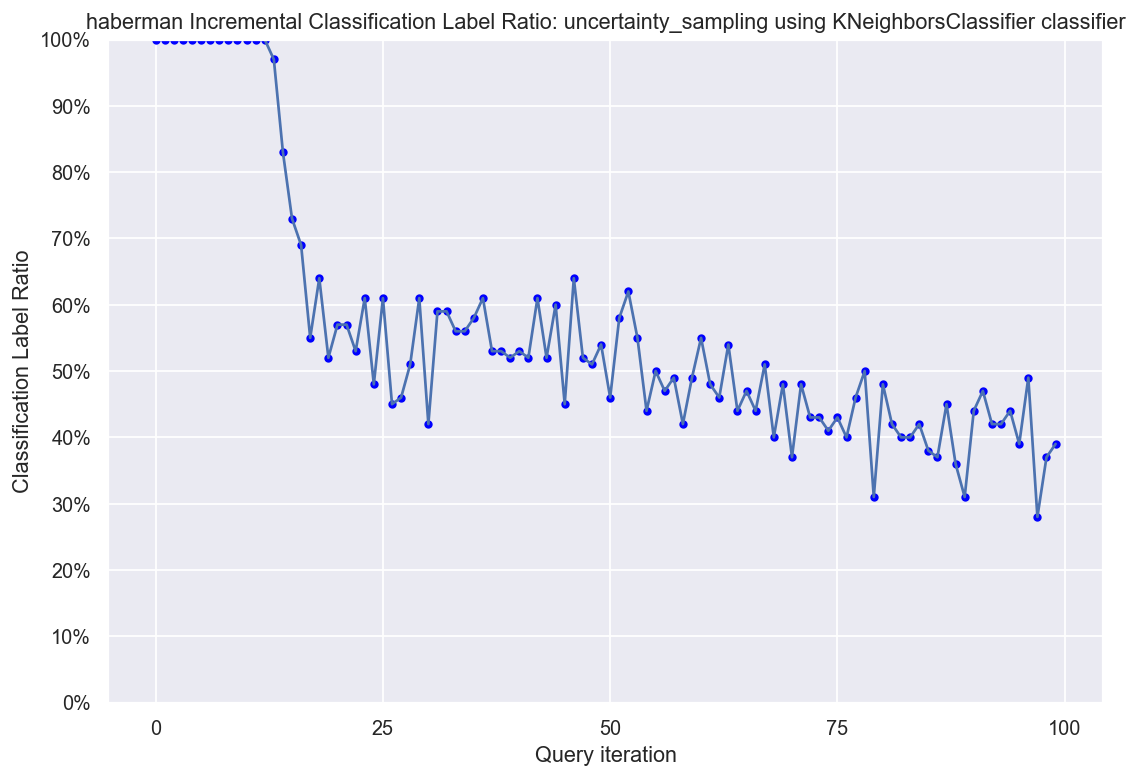 haberman Incremental Classification Label Ratio: uncertainty_sampling using KNeighborsClassifier classifier
100%
90%
80%
70%
60%
50%
40%
30%
20%
10%
0%
Classification Label Ratio
0 25 50 75 100
Query iteration